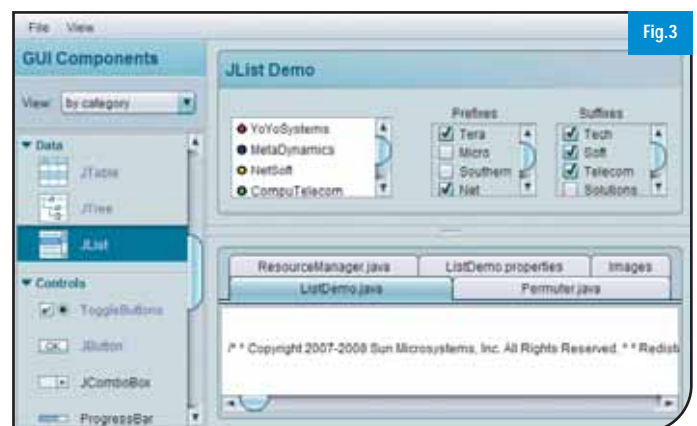 File View
Fig.3
GUI Components
View: by category
Data
JTable
JTree
JList
Controls
ToggleButtons
OK JButton
JComboBox
ProgressBar
JList Demo
YoYoSystems
MetaDynamics
NetSoft
CompuTelecom
Prefixes
Tera
Micro
Southern
Net
Suffixes
Tech
Soft
Telecom
Solutions
ResourceManager.java ListDemo.properties Images
ListDemo.java Permuter.java
/* * Copyright 2007-2008 Sun Microsystems, Inc. All Rights Reserved. * * Redistr